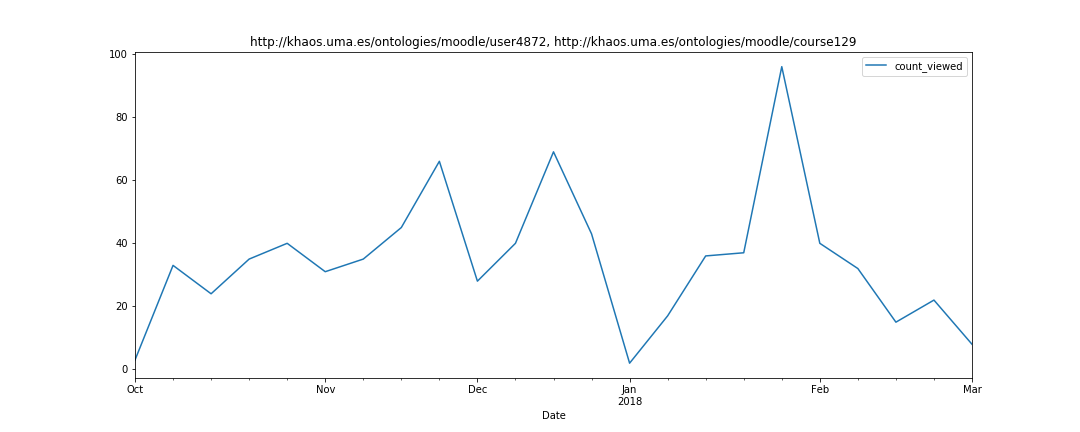 http://khaos.uma.es/ontologies/moodle/user4872, http://khaos.uma.es/ontologies/moodle/course129
count_viewed
100
80
60
40
20
0
Oct Nov Dec Jan Feb Mar
2018
Date